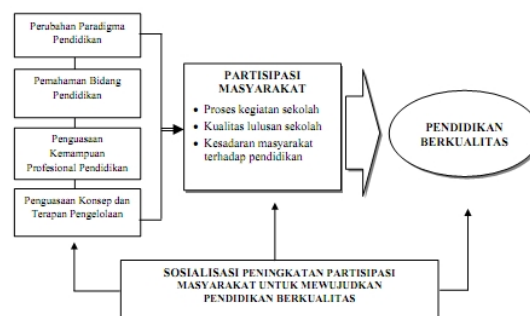 Perubahan Paradigma
Pendidikan
Pemahaman Bidang
Pendidikan
Penguasaan
Kemampuan
Profesional Pendidikan
Penguasaan Konsep dan
Terapan Pengelolaan
PARTISIPASI
MASYARAKAT
• Proses kegiatan sekolah
• Kualitas lulusan sekolah
• Kesadaran masyarakat
terhadap pendidikan
PENDIDIKAN
BERKUALITAS
SOSIALISASI PENINGKATAN PARTISIPASI
MASYARAKAT UNTUK MEWUJUDKAN
PENDIDIKAN BERKUALITAS